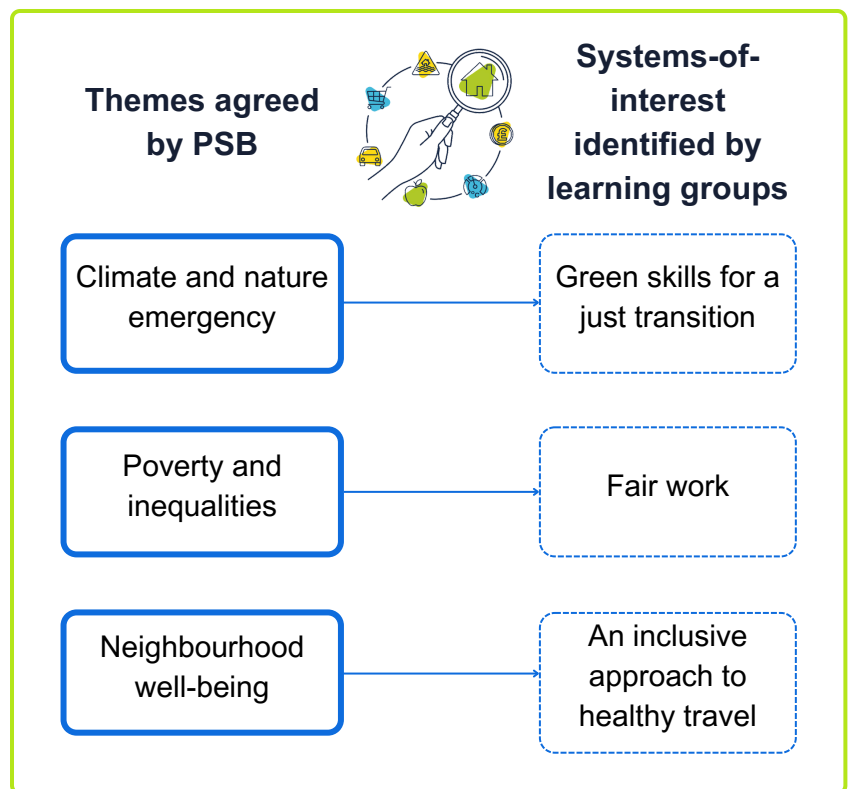 Themes agreed
by PSB
Systems-of-
interest
identified by
learning groups
£
Climate and nature
emergency
Green skills for a
just transition
Poverty and
inequalities
Fair work
Neighbourhood
well-being
An inclusive
approach to
healthy travel